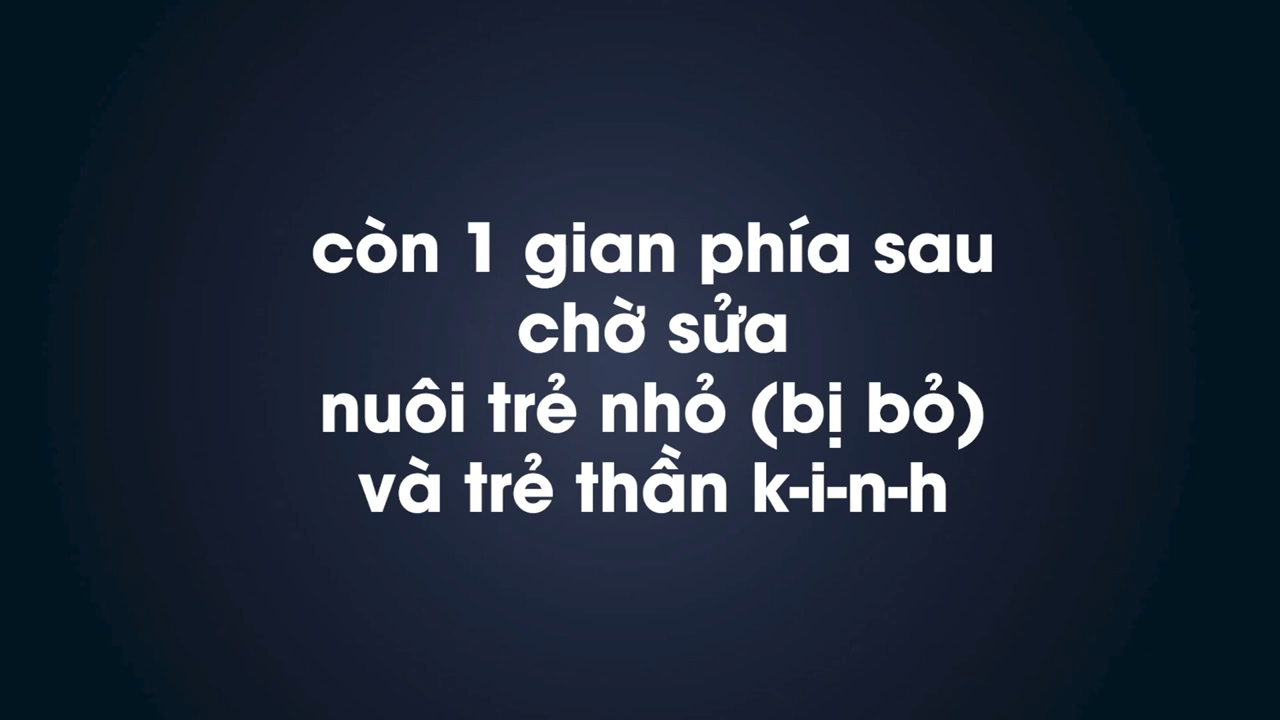 còn 1 gian phía sau
chờ sửa
nuôi trẻ nhỏ (bị bỏ)
và trẻ thần k-i-n-h